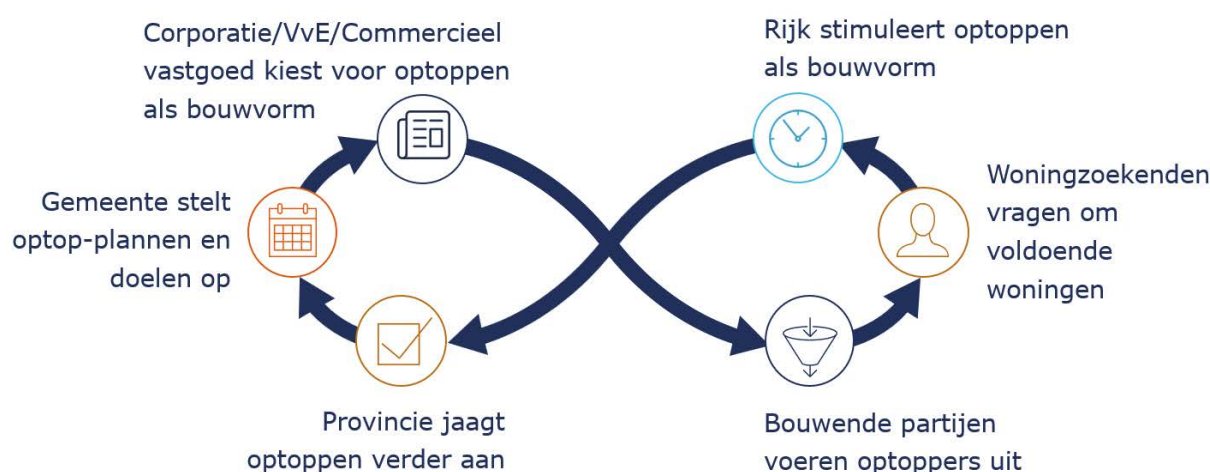 Corporatie/VvE/Commercieel
vastgoed kiest voor optoppen
als bouwvorm
Rijk stimuleert optoppen
als bouwvorm
Gemeente stelt
optop-plannen en
doelen op
Woningzoekenden
vragen om
voldoende
woningen
Provincie jaagt
optoppen verder aan
Bouwende partijen
voeren optoppers uit